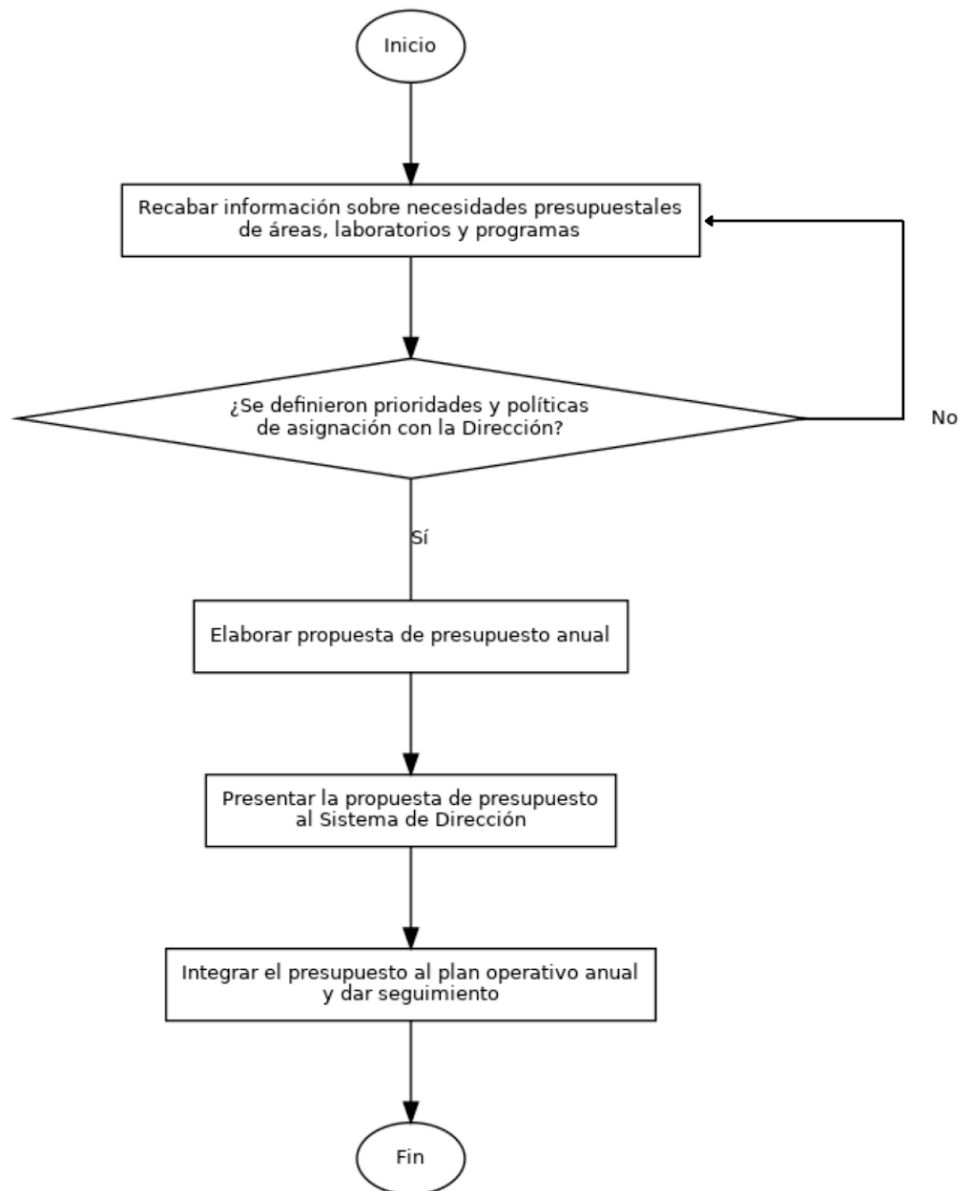 Inicio
Recabar información sobre necesidades presupuestales
de áreas, laboratorios y programas
¿Se definieron prioridades y políticas
de asignación con la Dirección?
No
Sí
Elaborar propuesta de presupuesto anual
Presentar la propuesta de presupuesto
al Sistema de Dirección
Integrar el presupuesto al plan operativo anual
y dar seguimiento
Fin